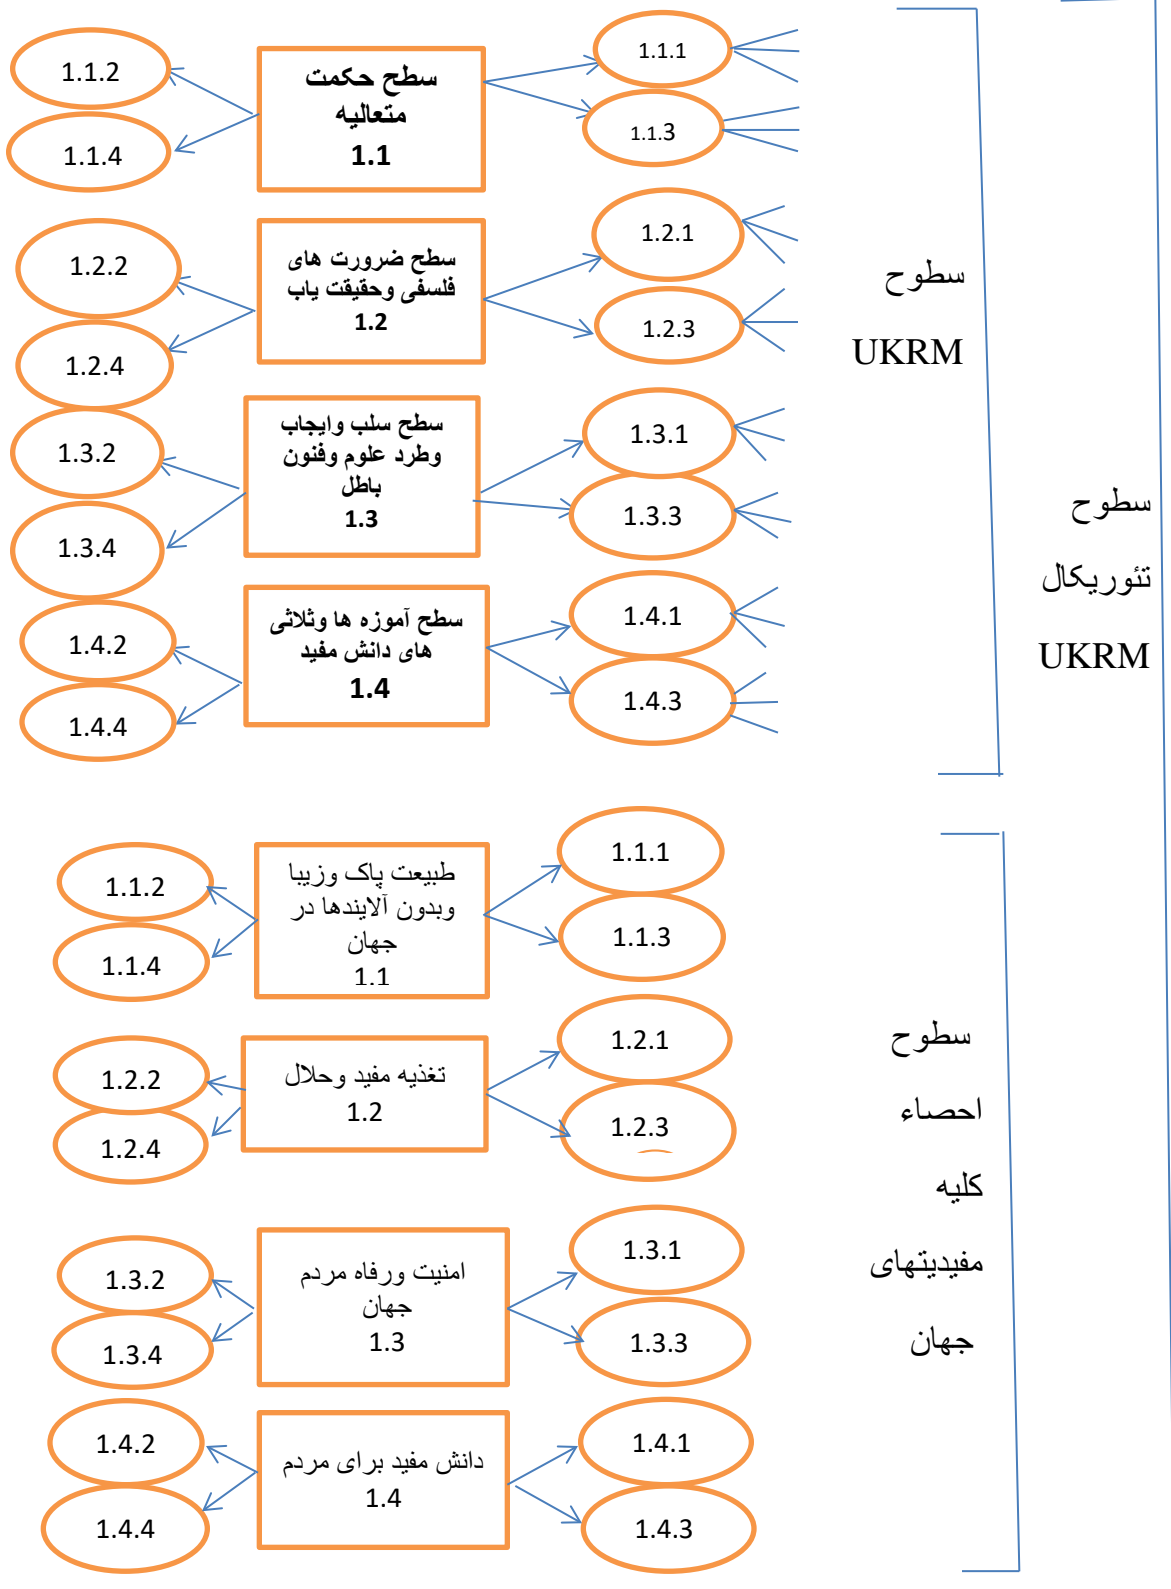 1.1.1
1.1.2
سطح حکمت
متعالیه
1.1
1.1.3
1.1.4
1.2.1
1.2.2
سطح ضرورت های
فلسفی وحقیقت یاب
1.2
1.2.3
1.2.4
سطوح
UKRM
1.3.1
1.3.2
سطح سلب وایجاب
وطرد علوم وفنون
باطل
1.3
1.3.3
1.3.4
1.4.1
1.4.2
سطح آموزه ها وثلاثی
های دانش مفید
1.4
1.4.3
1.4.4
سطوح
تئوریکال
UKRM
1.1.1
1.1.2
طبیعت پاک وزیبا
وبدون آلایندها در
جهان
1.1
1.1.3
1.1.4
1.2.1
1.2.2
تغذیه مفید وحلال
1.2
1.2.3
1.2.4
1.3.1
1.3.2
امنیت ورفاه مردم
جهان
1.3
1.3.3
1.3.4
1.4.1
1.4.2
دانش مفید برای مردم
1.4
1.4.3
1.4.4
سطوح
احصاء
کلیه
مفیدیتهای
جهان